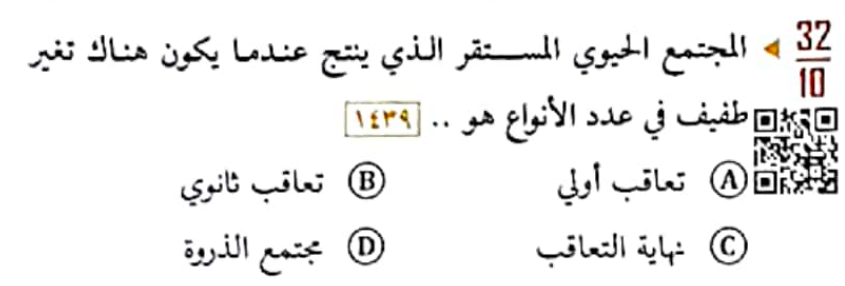 32/10 ◄ المجتمع الحيوي المستقر الذي ينتج عندما يكون هناك تغير
طفيف في عدد الأنواع هو .. ١٤٣٩
A تعاقب أولي B تعاقب ثانوي
C نهاية التعاقب D مجتمع الذروة